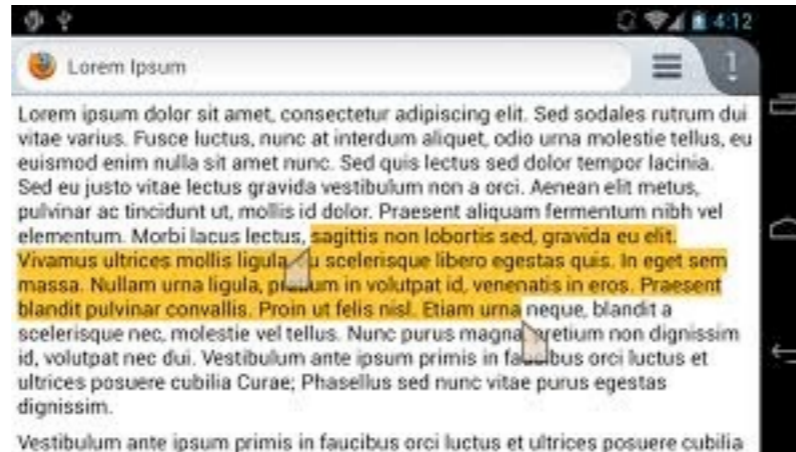 4:12
Lorem Ipsum
1
Lorem ipsum dolor sit amet, consectetur adipiscing elit. Sed sodales rutrum dui
vitae varius. Fusce luctus, nunc at interdum aliquet, odio urna molestie tellus, eu
euismod enim nulla sit amet nunc. Sed quis lectus sed dolor tempor lacinia.
Sed eu justo vitae lectus gravida vestibulum non a orci. Aenean elit metus,
pulvinar ac tincidunt ut, mollis id dolor. Praesent aliquam fermentum nibh vel
elementum. Morbi lacus lectus, sagittis non lobortis sed, gravida eu elit.
Vivamus ultrices mollis ligula scelerisque libero egestas quis. In eget sem
massa. Nullam urna ligula, in volutpat id, venenatis in eros. Praesent
blandit pulvinar convallis. Proin ut felis nisl. Etiam urna neque, blandit a
scelerisque nec, molestie vel tellus. Nunc purus magna, pretium non dignissim
id, volutpat nec dui. Vestibulum ante ipsum primis in faucibus orci luctus et
ultrices posuere cubilia Curae; Phasellus sed nunc vitae purus egestas
dignissim.
Vestibulum ante ipsum primis in faucibus orci luctus et ultrices posuere cubilia